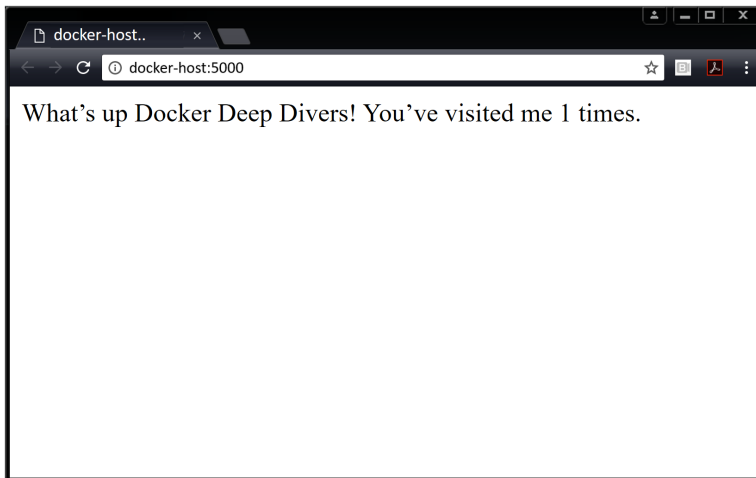 docker-host..
docker-host:5000
What’s up Docker Deep Divers! You’ve visited me 1 times.